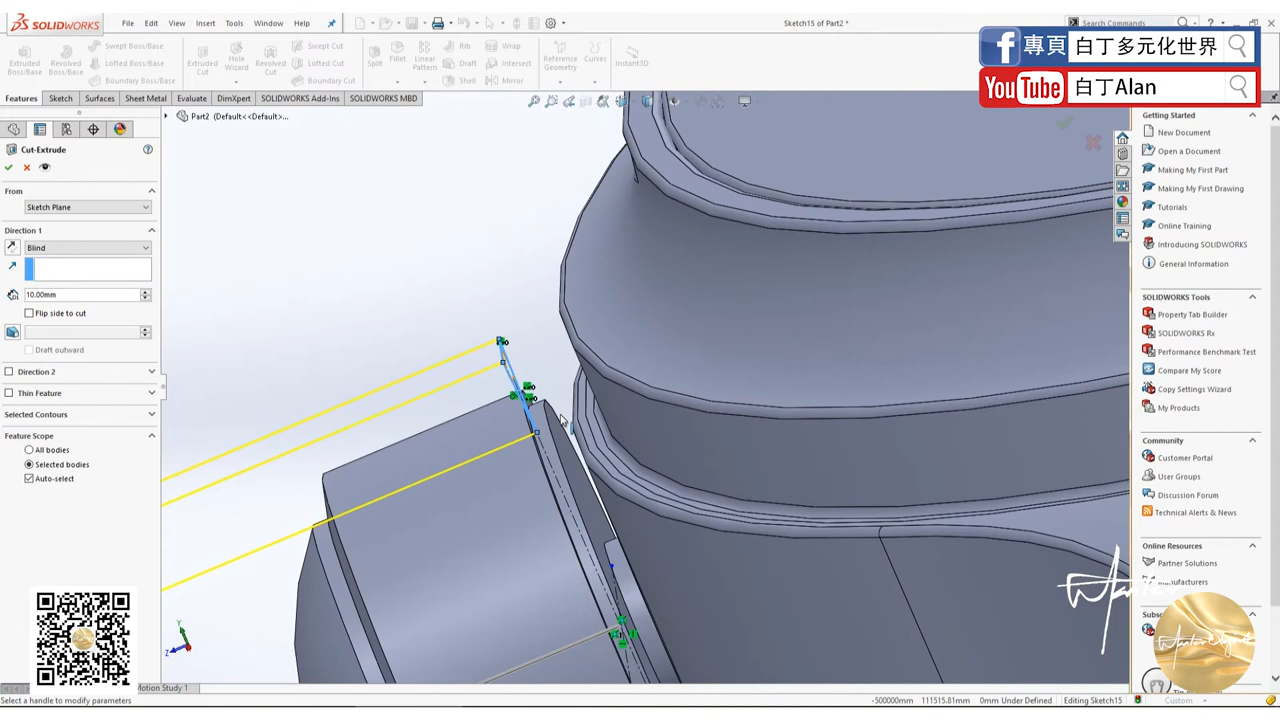 SOLIDWORKS
File Edit View Insert Tools Window Help
Sketch15 of Part2 *
Search Commands
專頁 白丁多元化世界
YouTube 白丁Alan
Extruded Boss/Base
Revolved Boss/Base
Swept Boss/Base
Lofted Boss/Base
Boundary Boss/Base
Extruded Cut
Hole Wizard
Revolved Cut
Swept Cut
Lofted Cut
Boundary Cut
Split
Fillet
Linear Pattern
Rib
Draft
Shell
Wrap
Intersect
Mirror
Reference Geometry
Curves
Instant3D
Features Sketch Surfaces Sheet Metal Evaluate DimXpert SOLIDWORKS Add-Ins SOLIDWORKS MBD
Part2 (Default<<Default>...
Cut-Extrude
From
Sketch Plane
Direction 1
Blind
10.00mm
Flip side to cut
Draft outward
Direction 2
Thin Feature
Selected Contours
Feature Scope
All bodies
Selected bodies
Auto-select
Getting Started
New Document
Open a Document
Making My First Part
Making My First Drawing
Tutorials
Online Training
Introducing SOLIDWORKS
General Information
SOLIDWORKS Tools
Property Tab Builder
SOLIDWORKS Rx
Performance Benchmark Test
Compare My Score
Copy Settings Wizard
My Products
Community
Customer Portal
User Groups
Discussion Forum
Technical Alerts & News
Online Resources
Partner Solutions
Y
Z
Motion Study 1
Select a handle to modify parameters
-500000mm 111515.81mm 0mm Under Defined Editing Sketch15 Custom